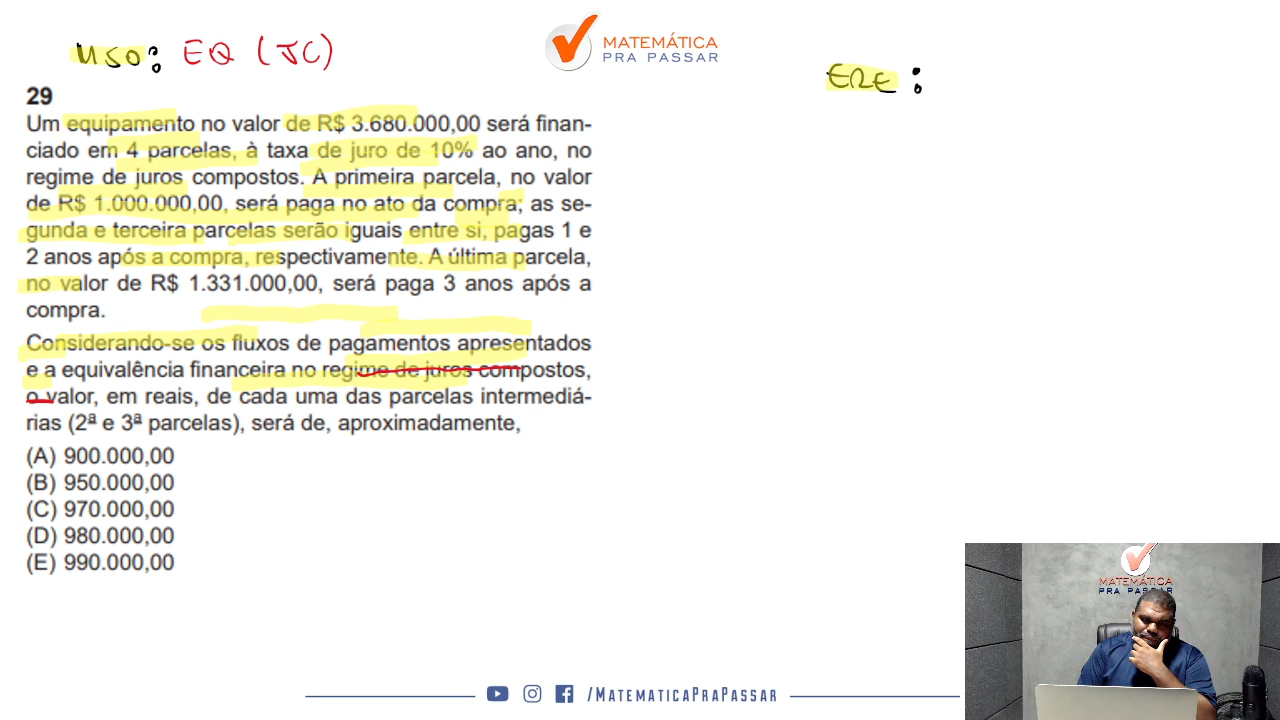 USO: EQ (JC)
MATEMÁTICA
PRA PASSAR
ERE :
29
Um equipamento no valor de R$ 3.680.000,00 será finan-
ciado em 4 parcelas, à taxa de juro de 10% ao ano, no
regime de juros compostos. A primeira parcela, no valor
de R$ 1.000.000,00, será paga no ato da compra; as se-
gunda e terceira parcelas serão iguais entre si, pagas 1 e
2 anos após a compra, respectivamente. A última parcela,
no valor de R$ 1.331.000,00, será paga 3 anos após a
compra.
Considerando-se os fluxos de pagamentos apresentados
e a equivalência financeira no regime de juros compostos,
o valor, em reais, de cada uma das parcelas intermediá-
rias (2ª e 3ª parcelas), será de, aproximadamente,
(A) 900.000,00
(B) 950.000,00
(C) 970.000,00
(D) 980.000,00
(E) 990.000,00
MATEMÁTICA
PRA PASSAR
/MATEMATICAPRAPASSAR